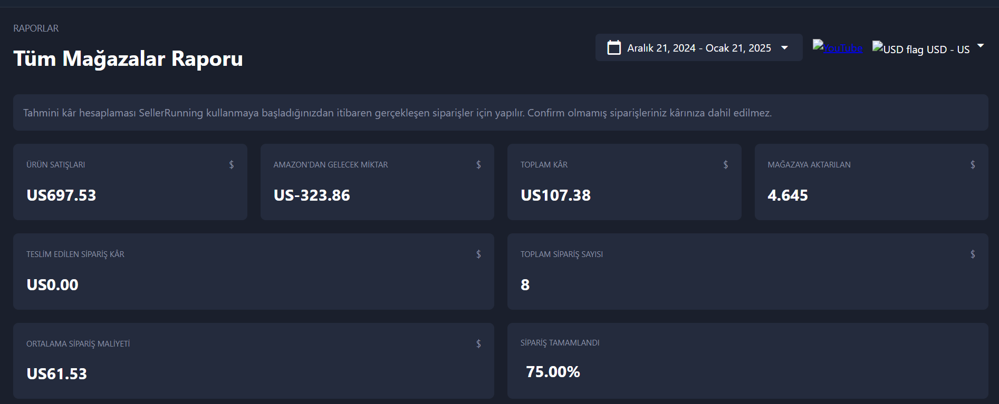 RAPORLAR
Tüm Mağazalar Raporu
Aralık 21, 2024 - Ocak 21, 2025
YouTube
USD flag USD - US
Tahmini kâr hesaplaması SellerRunning kullanmaya başladığınızdan itibaren gerçekleşen siparişler için yapılır. Confirm olmamış siparişleriniz kârınıza dahil edilmez.
ÜRÜN SATIŞLARI $
US697.53
AMAZON'DAN GELECEK MİKTAR $
US-323.86
TOPLAM KÂR $
US107.38
MAĞAZAYA AKTARILAN $
4.645
TESLİM EDİLEN SİPARİŞ KÂR $
US0.00
TOPLAM SİPARİŞ SAYISI $
8
ORTALAMA SİPARİŞ MALİYETİ $
US61.53
SİPARİŞ TAMAMLANDI
75.00%